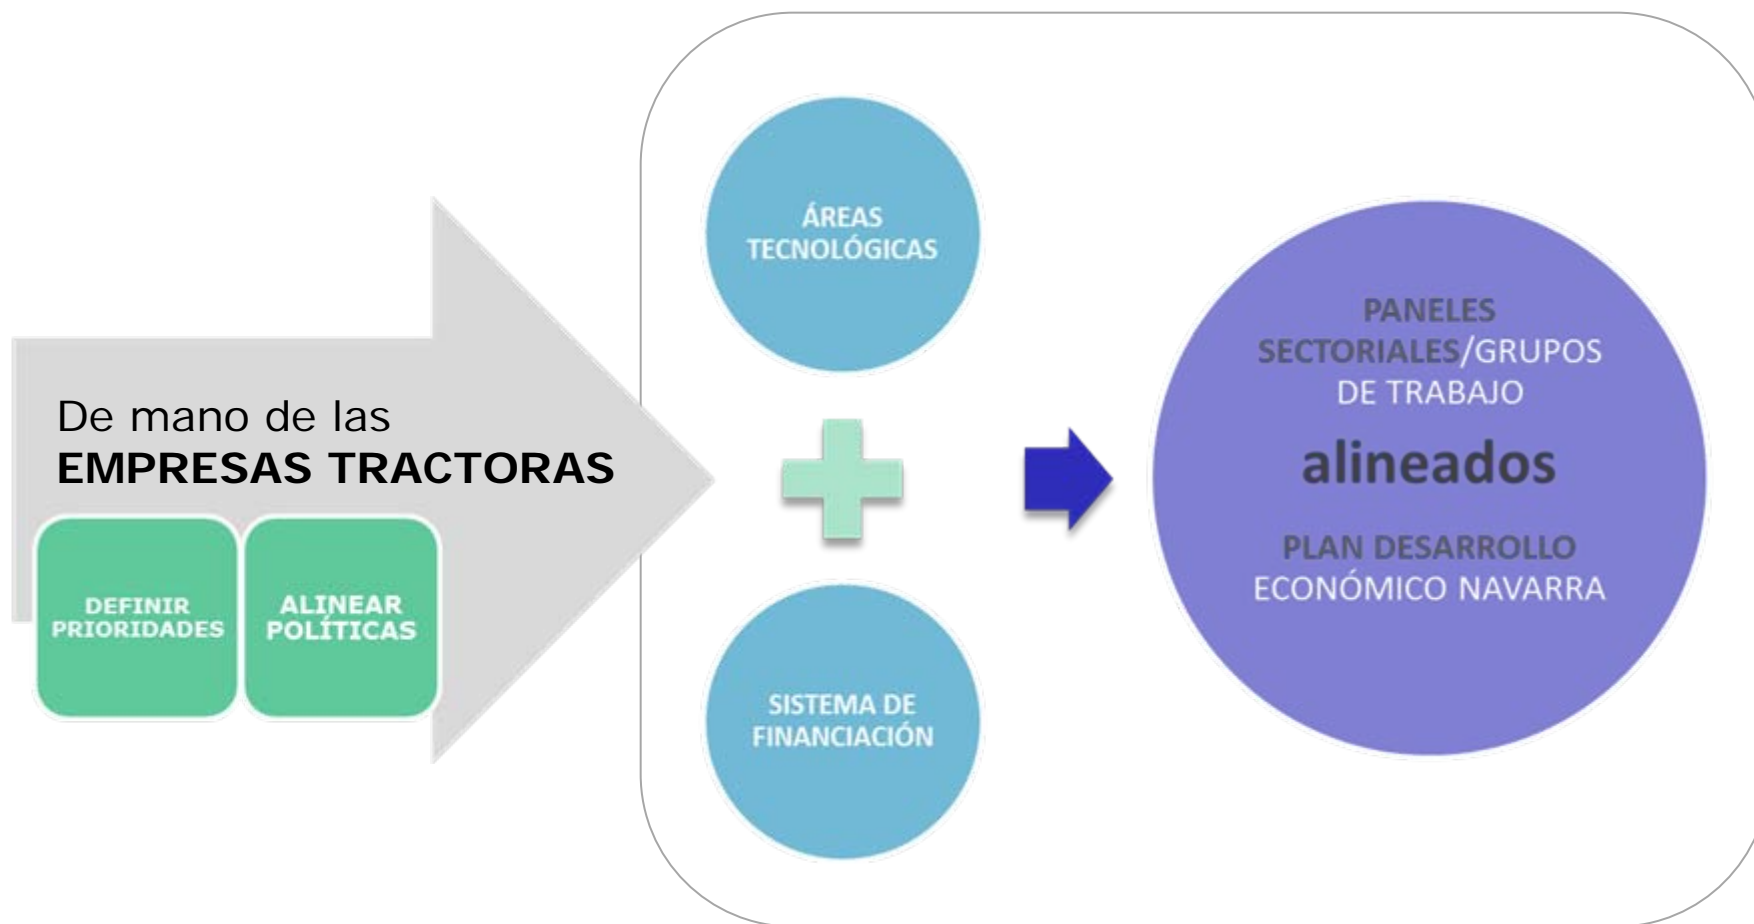 De mano de las
EMPRESAS TRACTORAS
DEFINIR
PRIORIDADES
ALINEAR
POLÍTICAS
ÁREAS
TECNOLÓGICAS
SISTEMA DE
FINANCIACIÓN
PANELES
SECTORIALES/GRUPOS
DE TRABAJO
alineados
PLAN DESARROLLO
ECONÓMICO NAVARRA